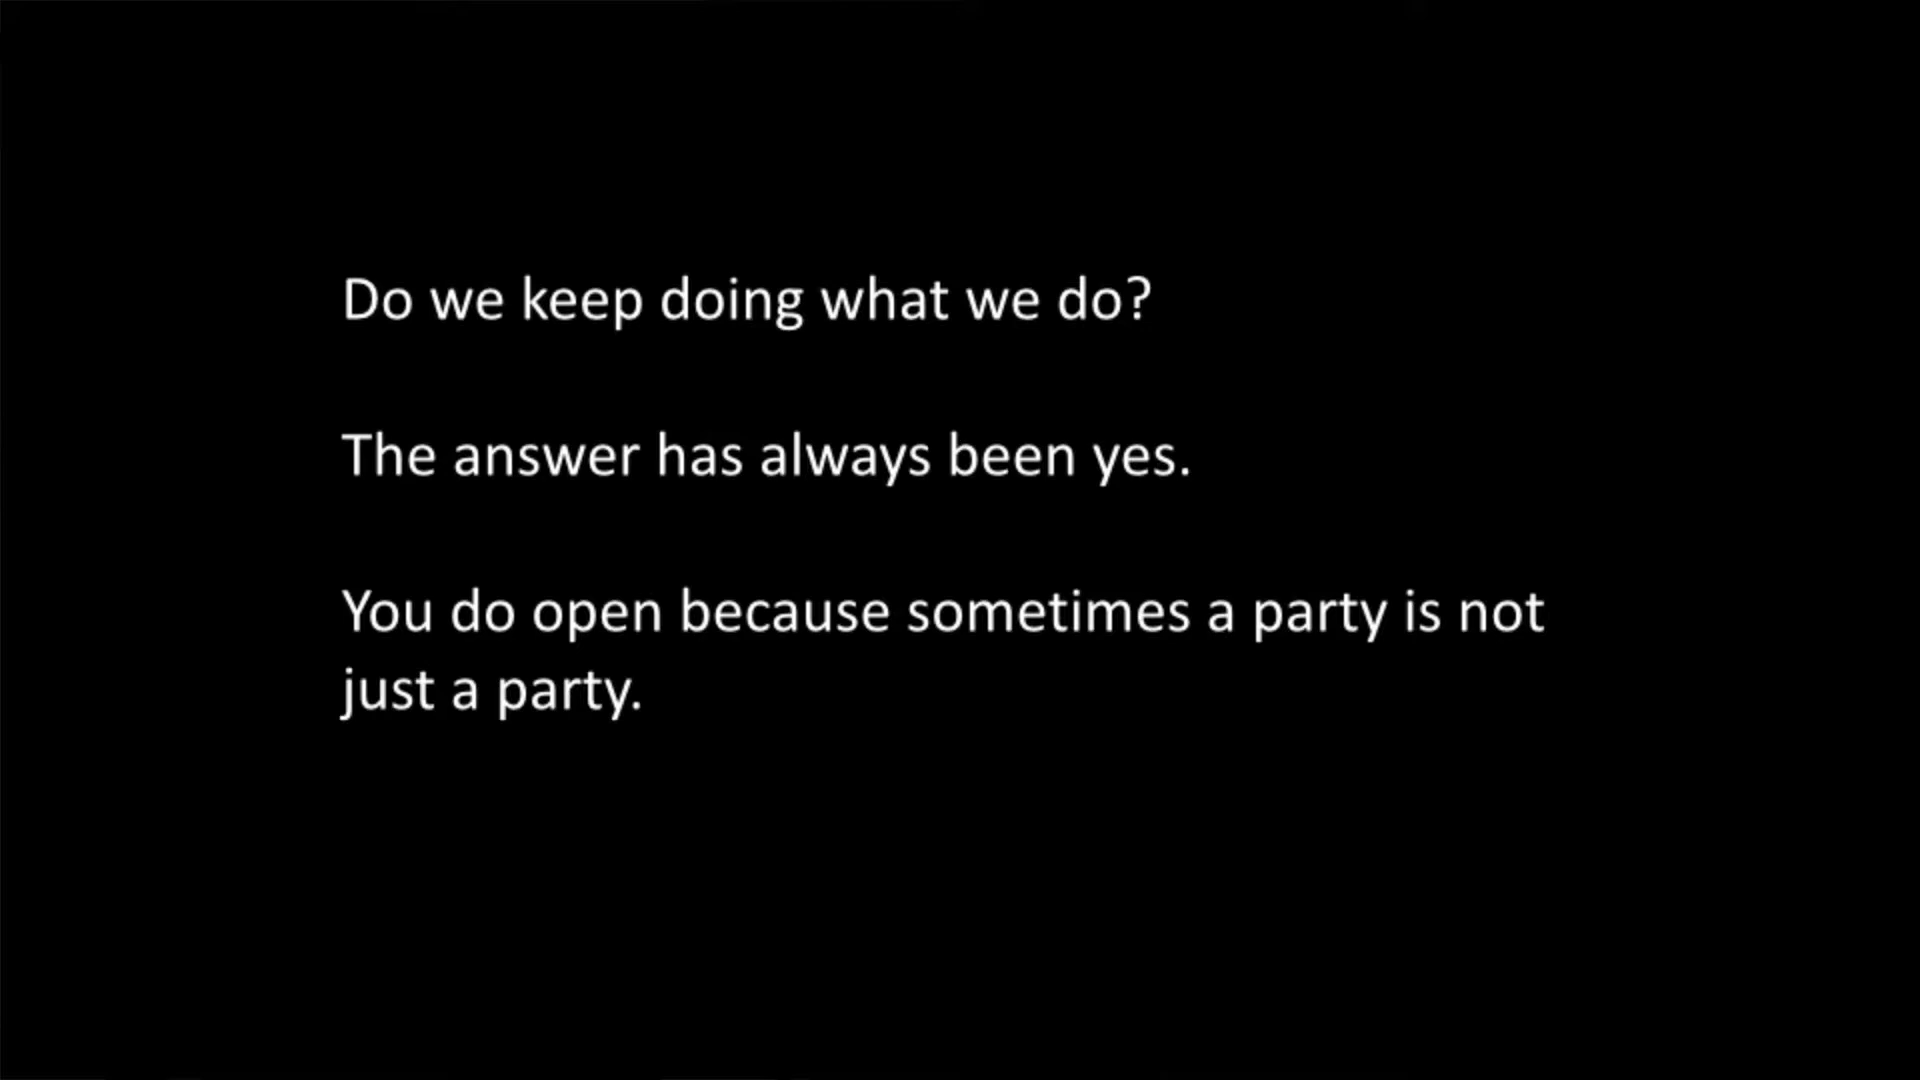 Do we keep doing what we do?
The answer has always been yes.
You do open because sometimes a party is not
just a party.